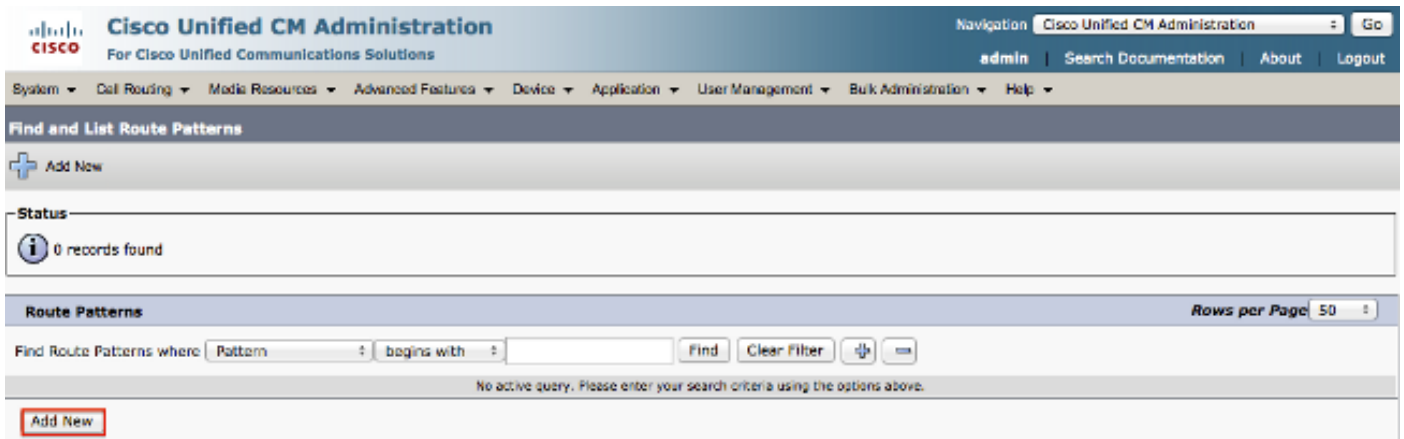 Cisco Unified CM Administration
Navigation Cisco Unified CM Administration Go
CISCO
For Cisco Unified Communications Solutions
admin | Search Documentation | About | Logout
System Call Routing Media Resources Advanced Features Device Application User Management Bulk Administration Help
Find and List Route Patterns
Add New
Status
0 records found
Route Patterns Rows per Page 50
Find Route Patterns where Pattern begins with Find Clear Filter
No active query. Please enter your search criteria using the options above.
Add New